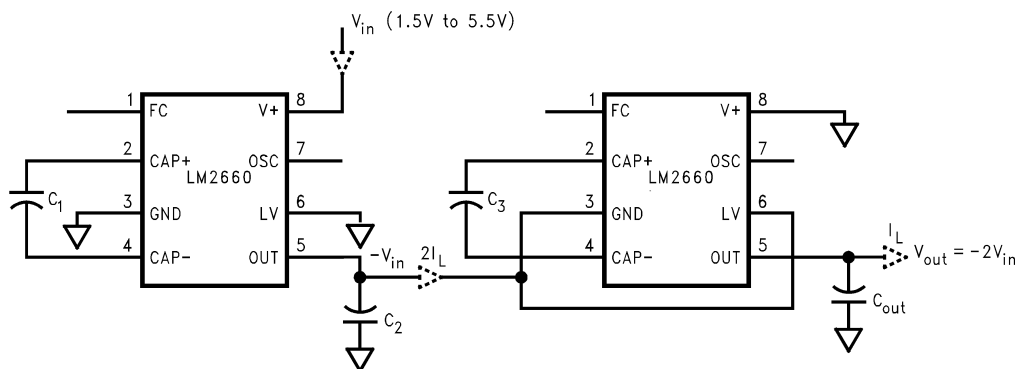 V_in (1.5V to 5.5V)
1 FC V+ 8
2 CAP+ OSC 7
LM2660
C_1
3 GND LV 6
4 CAP- OUT 5
-V_in 2I_L
C_2
1 FC V+ 8
2 CAP+ OSC 7
LM2660
C_3
3 GND LV 6
4 CAP- OUT 5
I_L
V_out = -2V_in
C_out